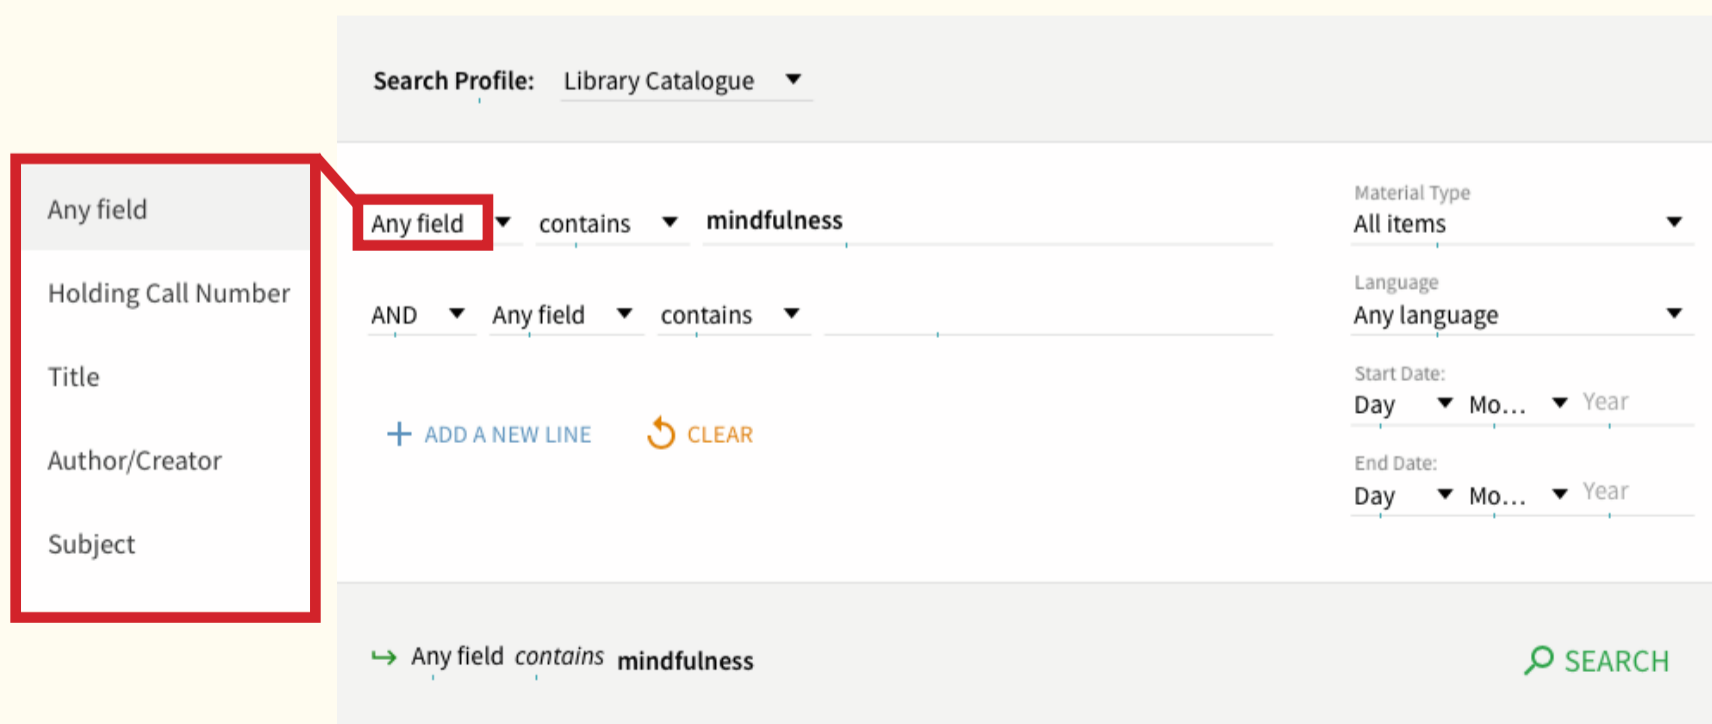 Search Profile: Library Catalogue
Any field
Holding Call Number
Title
Author/Creator
Subject
Any field contains mindfulness
AND Any field contains
+ ADD A NEW LINE CLEAR
Material Type
All items
Language
Any language
Start Date:
Day Mo... Year
End Date:
Day Mo... Year
Any field contains mindfulness
SEARCH